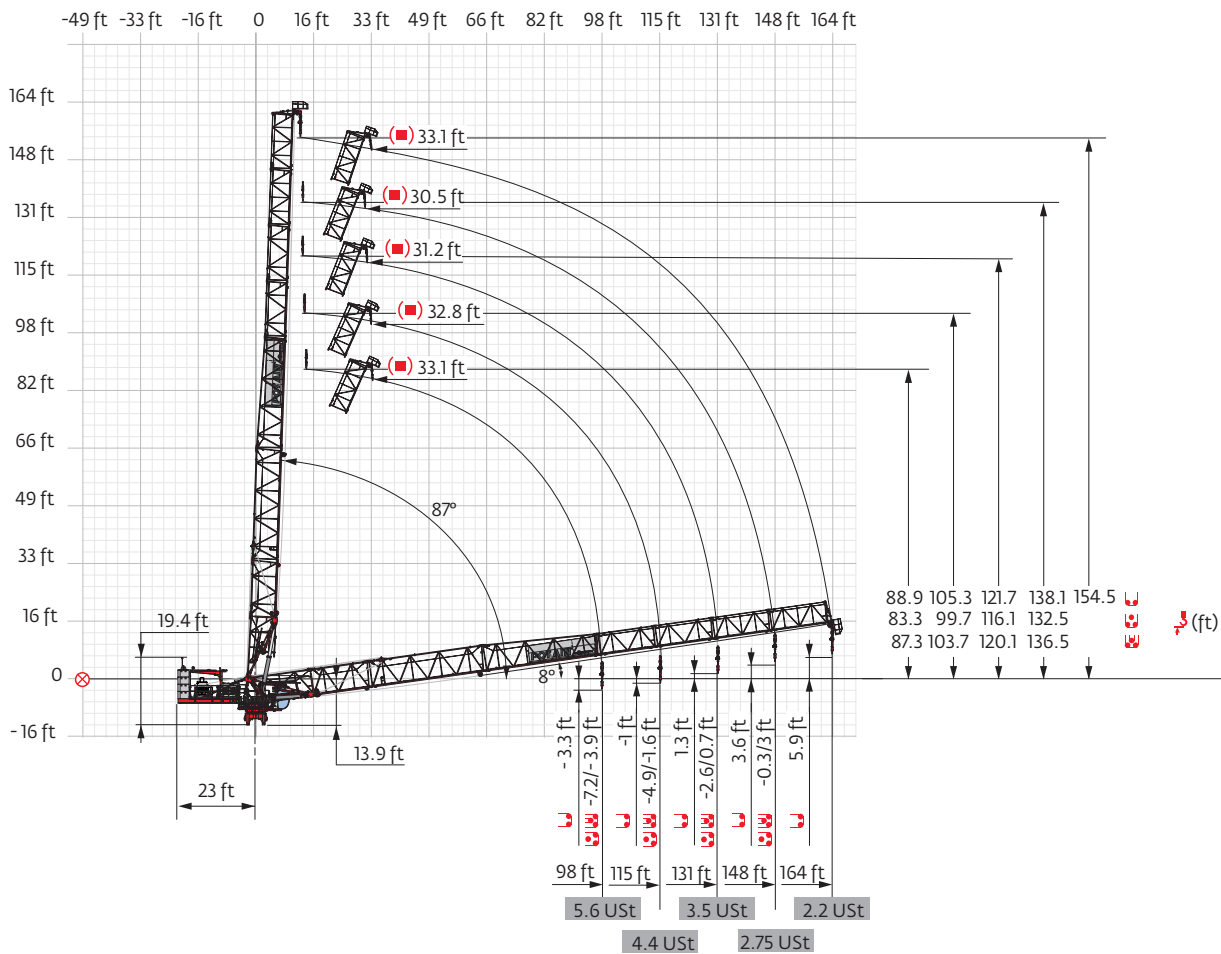 -49 ft -33 ft -16 ft 0 16 ft 33 ft 49 ft 66 ft 82 ft 98 ft 115 ft 131 ft 148 ft 164 ft
164 ft
33.1 ft
148 ft
30.5 ft
131 ft
31.2 ft
115 ft
32.8 ft
98 ft
33.1 ft
82 ft
66 ft
49 ft
87°
33 ft
88.9 105.3 121.7 138.1 154.5
16 ft
19.4 ft
83.3 99.7 116.1 132.5
(ft)
87.3 103.7 120.1 136.5
0
8°
-16 ft
13.9 ft
23 ft
- 3.3 ft
-7.2/- 3.9 ft
-1 ft
-4.9/-1.6 ft
1.3 ft
-2.6/0.7 ft
3.6 ft
-0.3/3 ft
5.9 ft
98 ft 115 ft 131 ft 148 ft 164 ft
5.6 USt 3.5 USt 2.2 USt
4.4 USt 2.75 USt